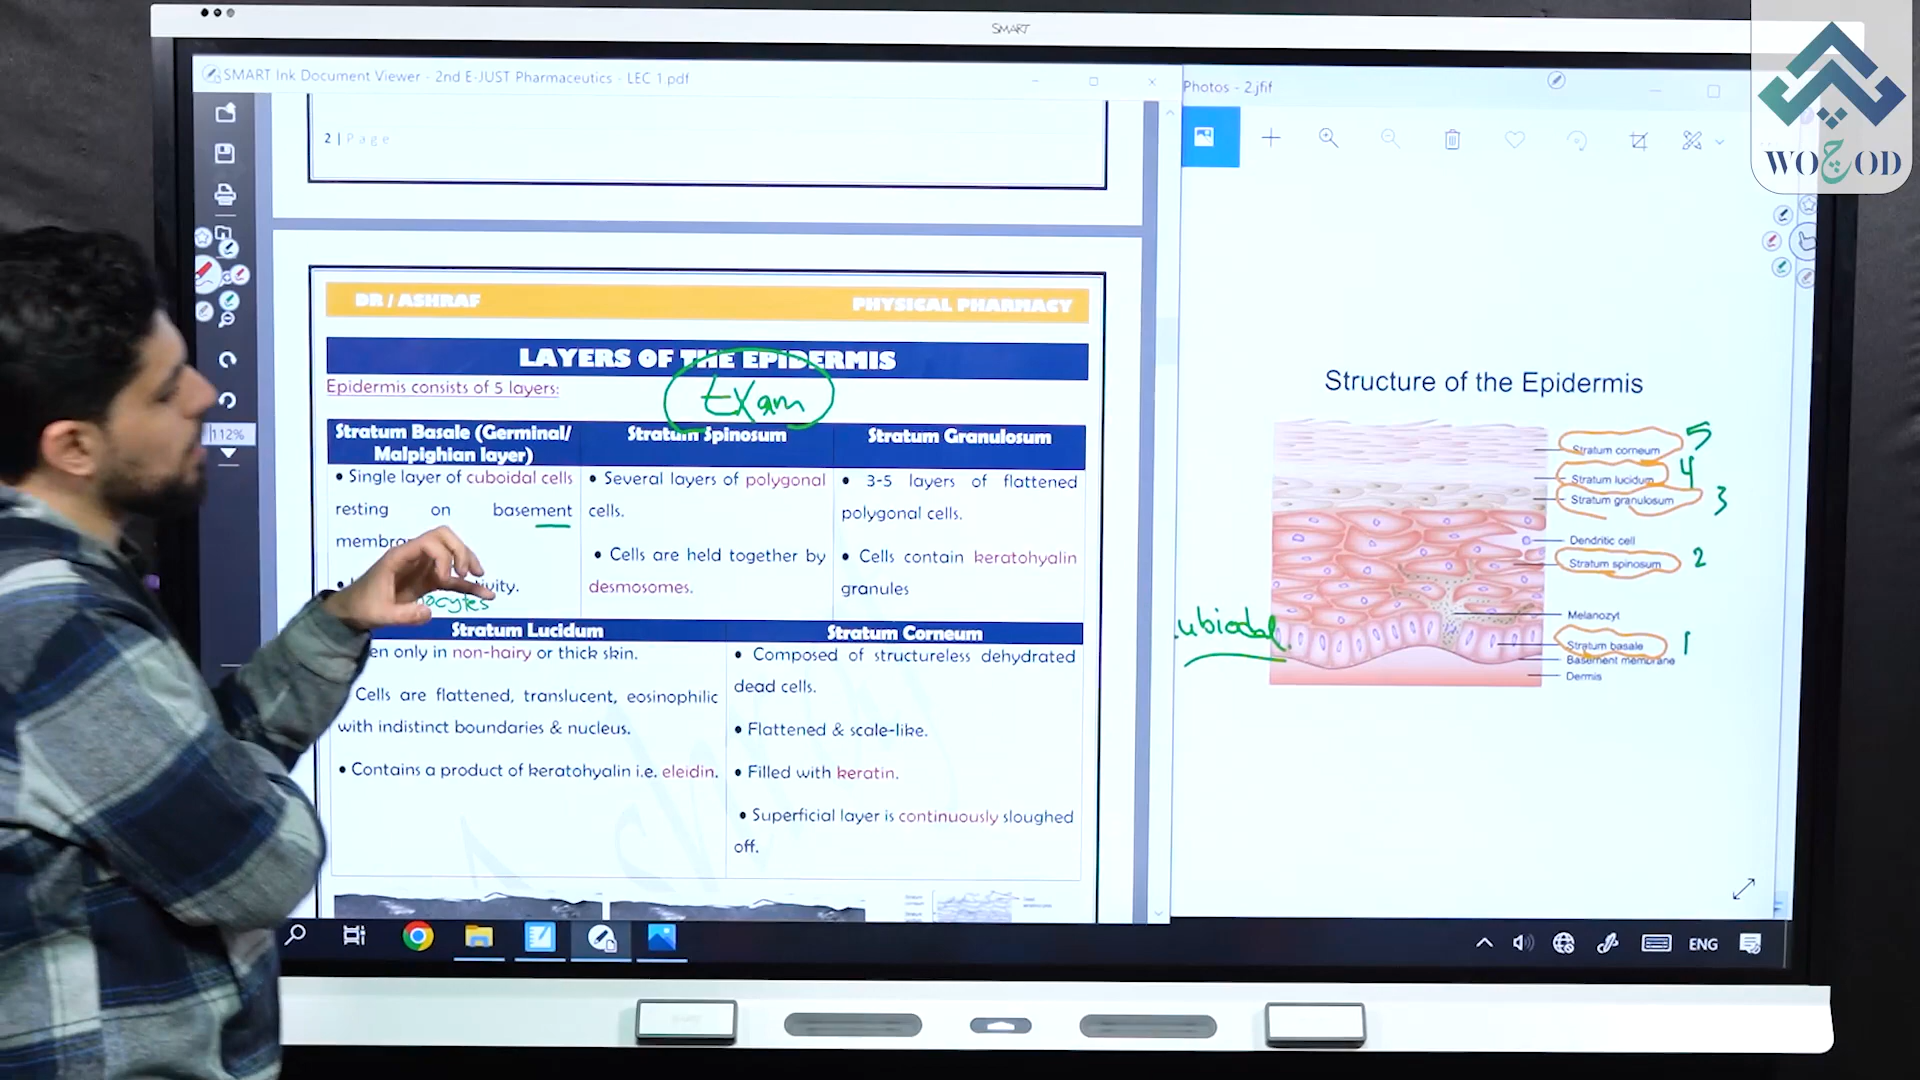 SMART
SMART Ink Document Viewer - 2nd E-JUST Pharmaceutics - LEC 1.pdf
2 | Page
112%
DR / ASHRAF
PHYSICAL PHARMACY
LAYERS OF THE EPIDERMIS
Epidermis consists of 5 layers:
Exam
Stratum Basale (Germinal/
Malpighian layer)
• Single layer of cuboidal cells
resting on basement
• ivity.
ocytes
Stratum Spinosum
• Several layers of polygonal
cells.
• Cells are held together by
desmosomes.
Stratum Granulosum
• 3-5 layers of flattened
polygonal cells.
• Cells contain keratohyalin
granules
Stratum Lucidum
en only in non-hairy or thick skin.
Cells are flattened, translucent, eosinophilic
with indistinct boundaries & nucleus.
• Contains a product of keratohyalin i.e. eleidin.
Stratum Corneum
• Composed of structureless dehydrated
dead cells.
• Flattened & scale-like.
• Filled with keratin.
• Superficial layer is continuously sloughed
off.
Photos - 2.jfif
WOجOD
Structure of the Epidermis
Stratum corneum 5
Stratum lucidum 4
Stratum granulosum 3
Dendritic cell
Stratum spinosum 2
Melanozyt
Stratum basale 1
Basement membrane
Dermis
ubiodal
ENG